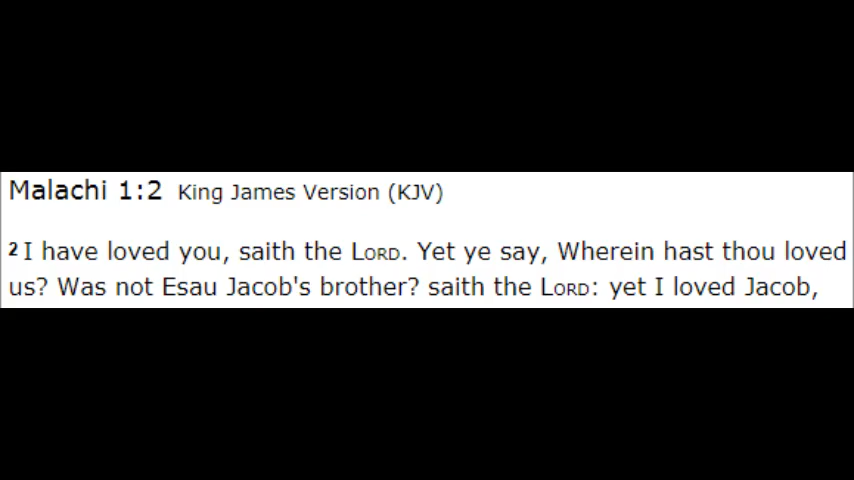 Malachi 1:2 King James Version (KJV)
2 I have loved you, saith the LORD. Yet ye say, Wherein hast thou loved
us? Was not Esau Jacob's brother? saith the LORD: yet I loved Jacob,